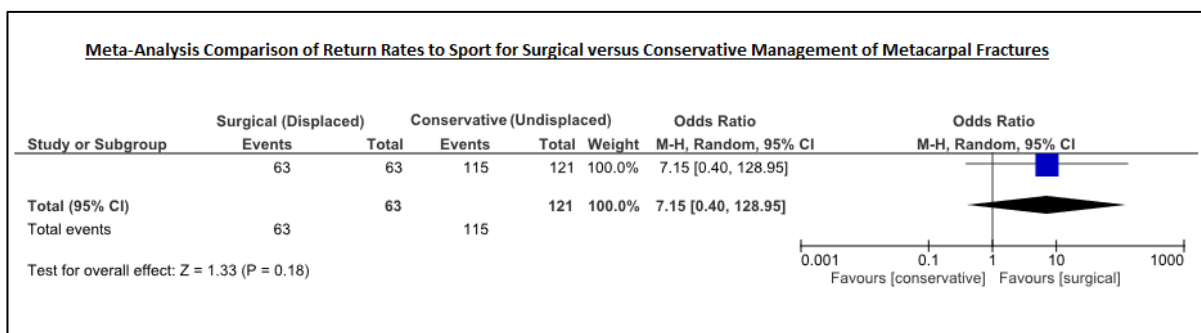 Meta-Analysis Comparison of Return Rates to Sport for Surgical versus Conservative Management of Metacarpal Fractures
Surgical (Displaced) Conservative (Undisplaced) Odds Ratio Odds Ratio
Study or Subgroup Events Total Events Total Weight M-H, Random, 95% CI M-H, Random, 95% CI
63 63 115 121 100.0% 7.15 [0.40, 128.95]
Total (95% CI) 63 121 100.0% 7.15 [0.40, 128.95]
Total events 63 115
Test for overall effect: Z = 1.33 (P = 0.18)
0.001 0.1 1 10 1000
Favours [conservative] Favours [surgical]